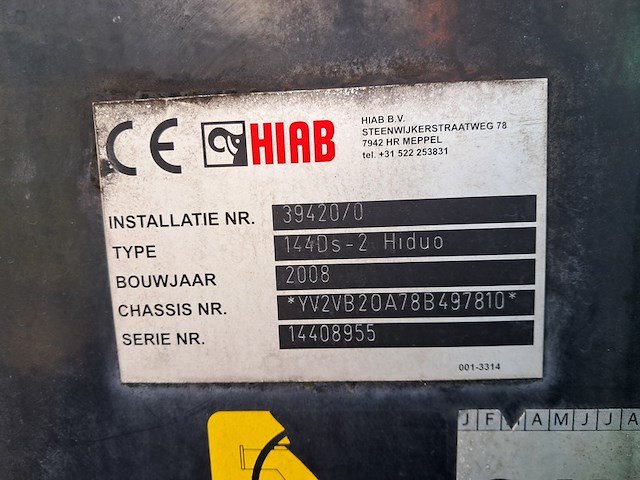 CE HIAB
HIAB B.V.
STEENWIJKERSTRAATWEG 78
7942 HR MEPPEL
tel. +31 522 253831
INSTALLATIE NR. 39420/0
TYPE 144Ds-2 Hiduo
BOUWJAAR 2008
CHASSIS NR. *YV2VB20A78B497810*
SERIE NR. 14408955
001-3314
J F A M J J A